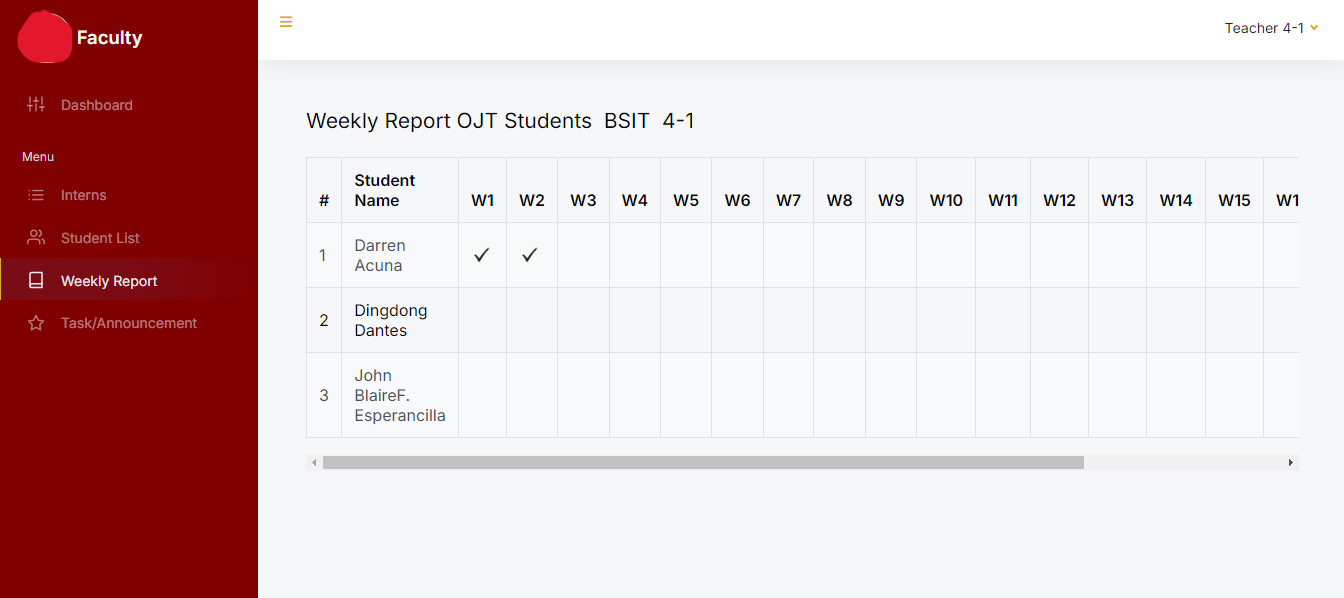 Faculty
Teacher 4-1
Dashboard
Menu
Interns
Student List
Weekly Report
Task/Announcement
Weekly Report OJT Students BSIT 4-1
# Student Name W1 W2 W3 W4 W5 W6 W7 W8 W9 W10 W11 W12 W13 W14 W15 W1
1 Darren Acuna ✓ ✓
2 Dingdong Dantes
3 John BlaireF. Esperancilla